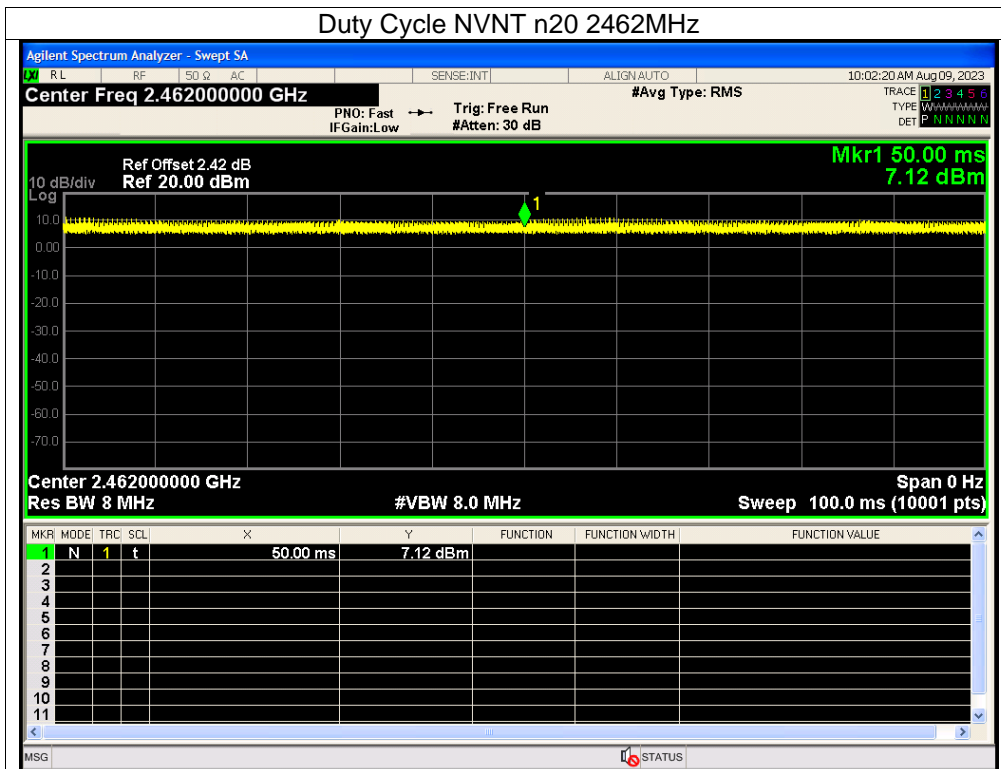 Duty Cycle NVNT n20 2462MHz
Agilent Spectrum Analyzer - Swept SA
LXI RL RF 50 Ω AC SENSE:INT ALIGN AUTO 10:02:20 AM Aug 09, 2023
Center Freq 2.462000000 GHz #Avg Type: RMS TRACE 1 2 3 4 5 6
PNO: Fast Trig: Free Run TYPE WWWWWWW
IFGain:Low #Atten: 30 dB DET P N N N N N
Mkr1 50.00 ms
Ref Offset 2.42 dB
10 dB/div Ref 20.00 dBm 7.12 dBm
Log
1
10.0
0.00
-10.0
-20.0
-30.0
-40.0
-50.0
-60.0
-70.0
Center 2.462000000 GHz Span 0 Hz
Res BW 8 MHz #VBW 8.0 MHz Sweep 100.0 ms (10001 pts)
MKR MODE TRC SCL X Y FUNCTION FUNCTION WIDTH FUNCTION VALUE
1 N 1 t 50.00 ms 7.12 dBm
2
3
4
5
6
7
8
9
10
11
MSG STATUS